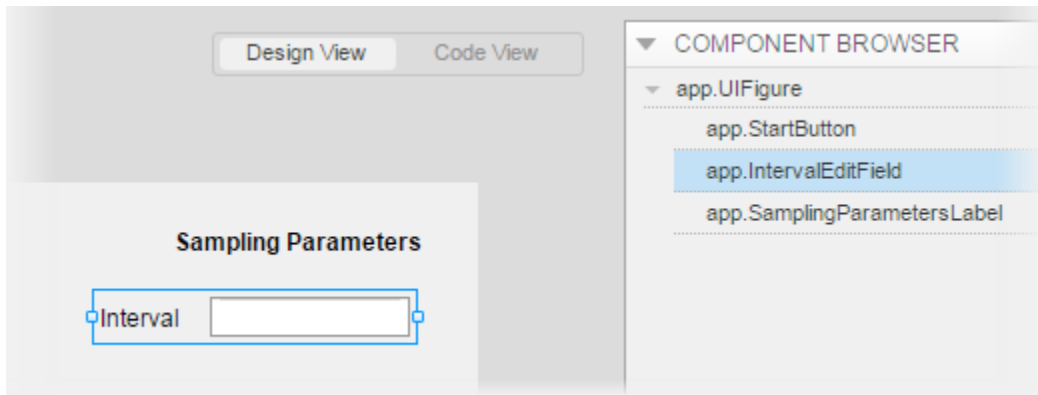 Design View
Code View
Sampling Parameters
Interval
COMPONENT BROWSER
app.UIFigure
app.StartButton
app.IntervalEditField
app.SamplingParametersLabel